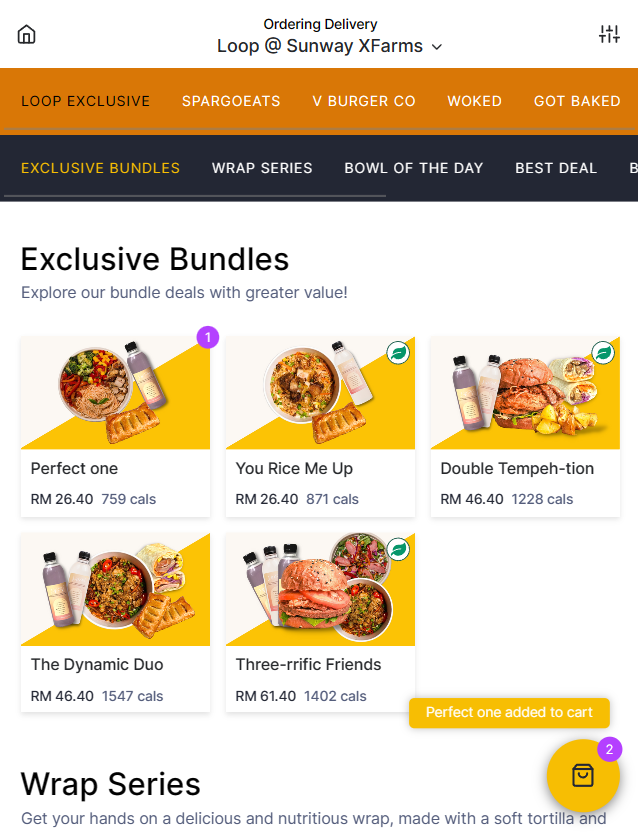 Ordering Delivery
Loop @ Sunway XFarms
LOOP EXCLUSIVE SPARGOEATS V BURGER CO WOKED GOT BAKED
EXCLUSIVE BUNDLES WRAP SERIES BOWL OF THE DAY BEST DEAL B
Exclusive Bundles
Explore our bundle deals with greater value!
1
Perfect one
RM 26.40 759 cals
You Rice Me Up
RM 26.40 871 cals
Double Tempeh-tion
RM 46.40 1228 cals
The Dynamic Duo
RM 46.40 1547 cals
Three-rrific Friends
RM 61.40 1402 cals
Perfect one added to cart
2
Wrap Series
Get your hands on a delicious and nutritious wrap, made with a soft tortilla and